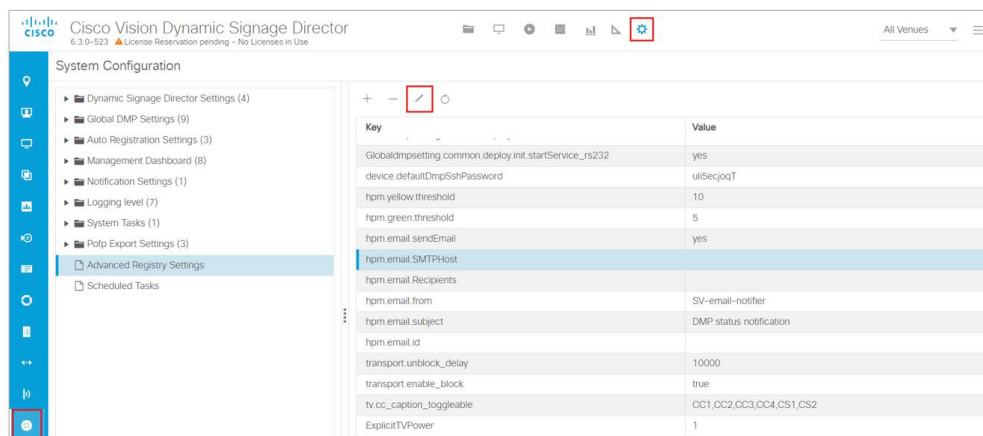 CISCO
Cisco Vision Dynamic Signage Director
6.3.0-523 License Reservation pending - No Licenses in Use
All Venues
System Configuration
Dynamic Signage Director Settings (4)
Global DMP Settings (9)
Auto Registration Settings (3)
Management Dashboard (8)
Notification Settings (1)
Logging level (7)
System Tasks (1)
Pofp Export Settings (3)
Advanced Registry Settings
Scheduled Tasks
Key Value
Globaldmpsetting.common.deploy.init.startService_rs232 yes
device.defaultDmpSshPassword uli5ecjoqT
hpm.yellow.threshold 10
hpm.green.threshold 5
hpm.email.sendEmail yes
hpm.email.SMTPHost
hpm.email.Recipients
hpm.email.from SV-email-notifier
hpm.email.subject DMP status notification
hpm.email.id
transport.unblock_delay 10000
transport.enable_block true
tv.cc_caption_toggleable CC1,CC2,CC3,CC4,CS1,CS2
ExplicitTVPower 1